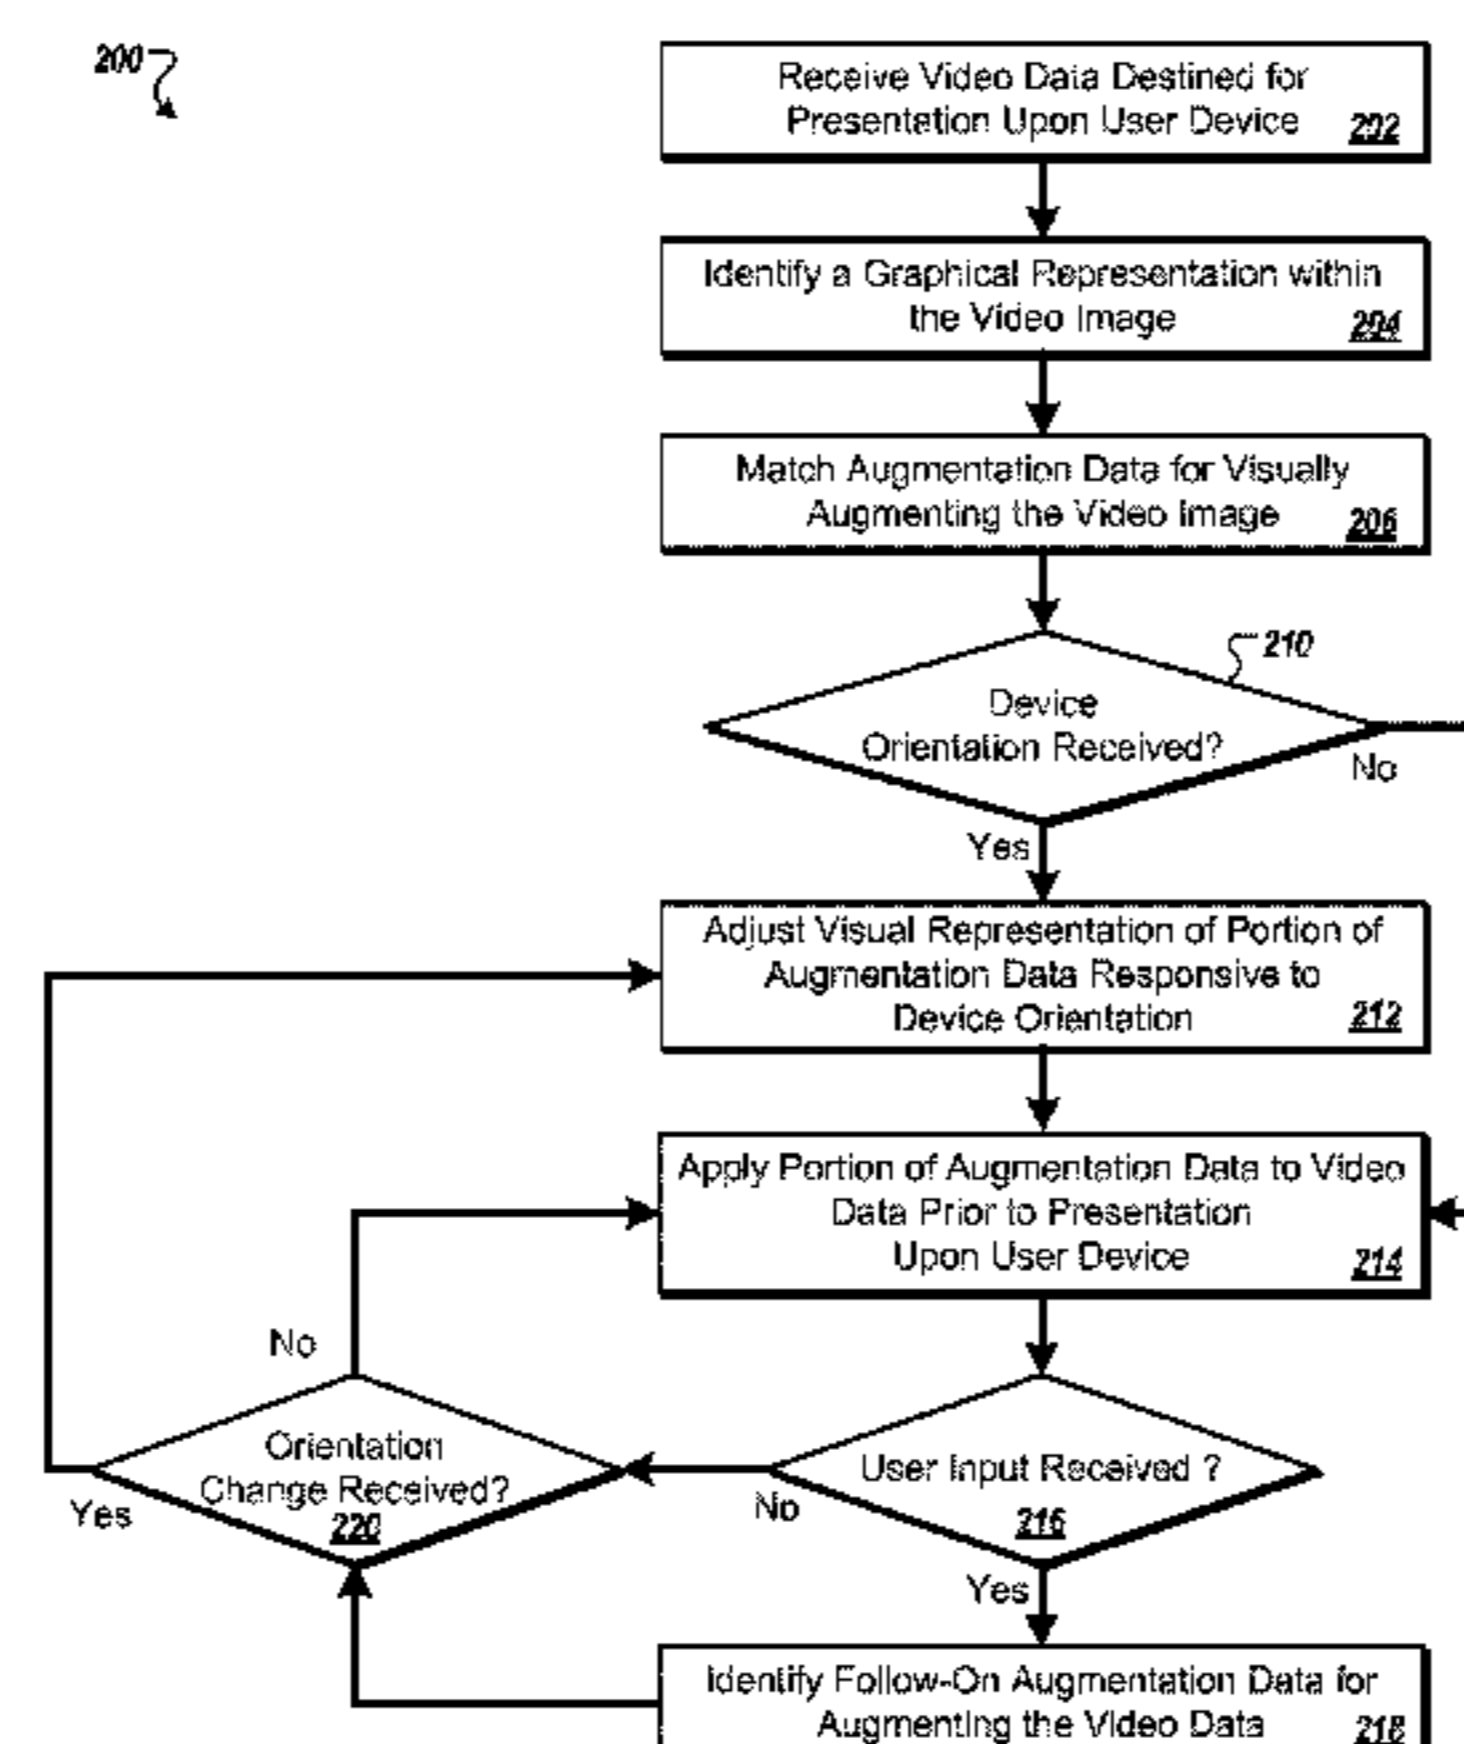 200
Receive Video Data Destined for
Presentation Upon User Device 202
Identify a Graphical Representation within
the Video Image 204
Match Augmentation Data for Visually
Augmenting the Video Image 206
210
Device
Orientation Received?
No
Yes
Adjust Visual Representation of Portion of
Augmentation Data Responsive to
Device Orientation 212
Apply Portion of Augmentation Data to Video
Data Prior to Presentation
Upon User Device 214
No
Orientation
Change Received?
220
Yes
User Input Received ?
216
No
Yes
Identify Follow-On Augmentation Data for
Augmenting the Video Data 218